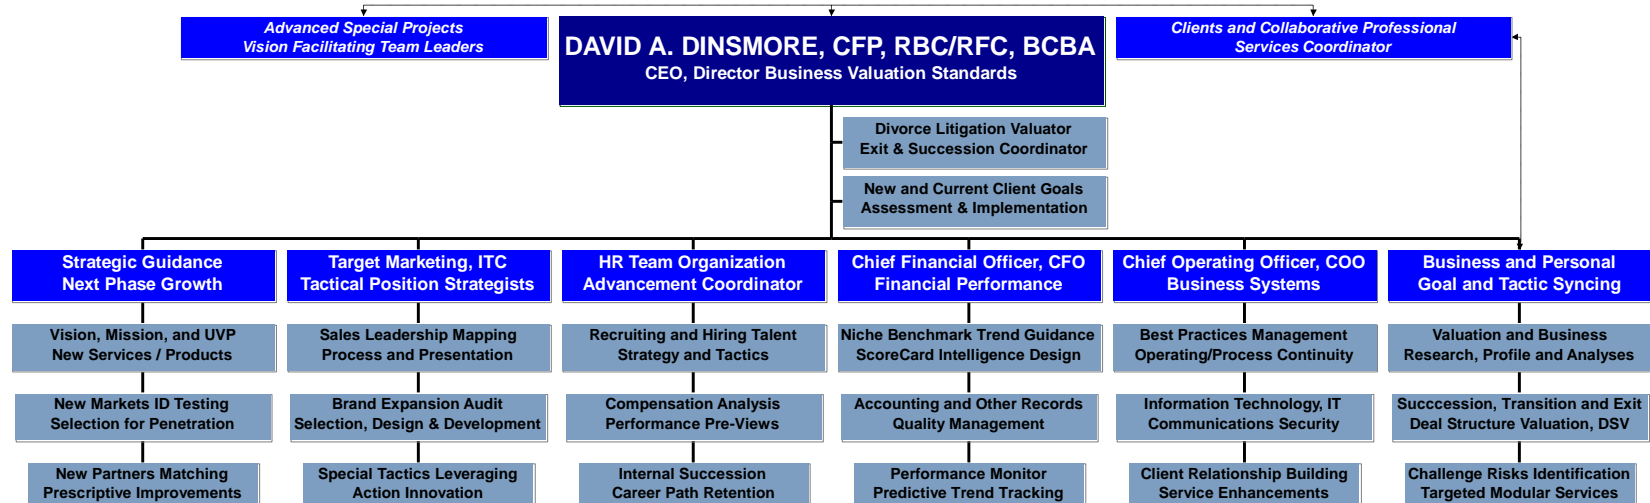 Advanced Special Projects
Vision Facilitating Team Leaders
DAVID A. DINSMORE, CFP, RBC/RFC, BCBA
CEO, Director Business Valuation Standards
Clients and Collaborative Professional
Services Coordinator
Divorce Litigation Valuator
Exit & Succession Coordinator
New and Current Client Goals
Assessment & Implementation
Strategic Guidance
Next Phase Growth
Target Marketing, ITC
Tactical Position Strategists
HR Team Organization
Advancement Coordinator
Chief Financial Officer, CFO
Financial Performance
Chief Operating Officer, COO
Business Systems
Business and Personal
Goal and Tactic Syncing
Vision, Mission, and UVP
New Services / Products
Sales Leadership Mapping
Process and Presentation
Recruiting and Hiring Talent
Strategy and Tactics
Niche Benchmark Trend Guidance
ScoreCard Intelligence Design
Best Practices Management
Operating/Process Continuity
Valuation and Business
Research, Profile and Analyses
New Markets ID Testing
Selection for Penetration
Brand Expansion Audit
Selection, Design & Development
Compensation Analysis
Performance Pre-Views
Accounting and Other Records
Quality Management
Information Technology, IT
Communications Security
Succcession, Transition and Exit
Deal Structure Valuation, DSV
New Partners Matching
Prescriptive Improvements
Special Tactics Leveraging
Action Innovation
Internal Succession
Career Path Retention
Performance Monitor
Predictive Trend Tracking
Client Relationship Building
Service Enhancements
Challenge Risks Identification
Targeted Modular Services